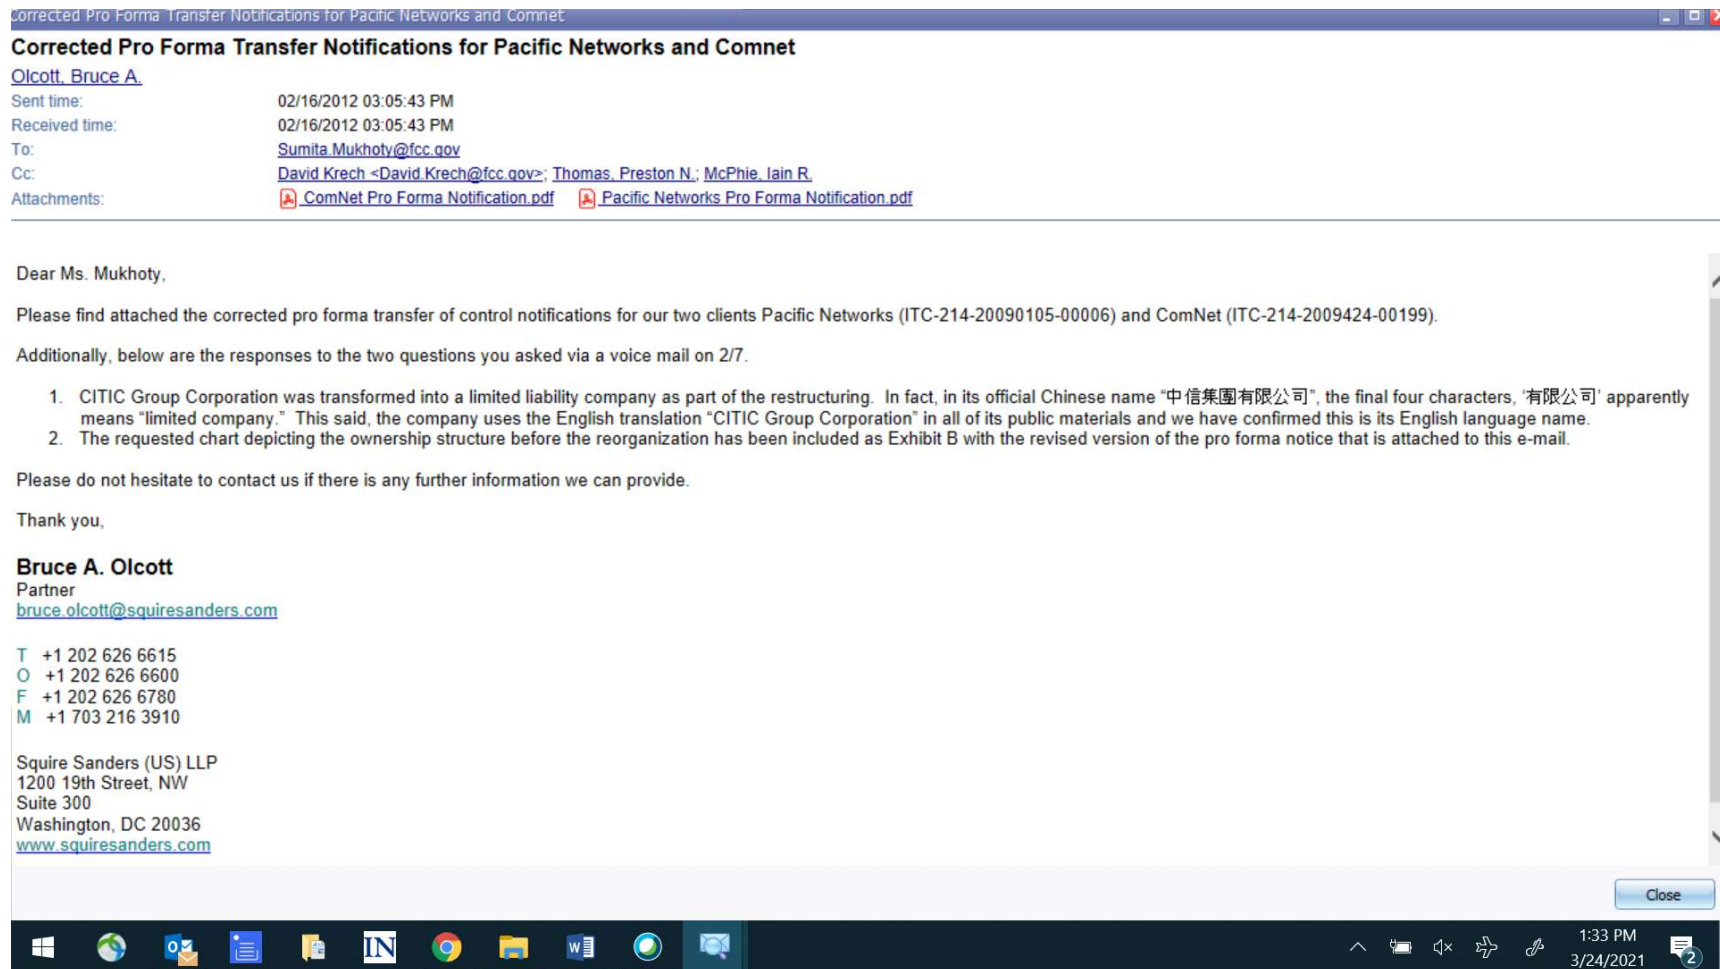 Corrected Pro Forma Transfer Notifications for Pacific Networks and Comnet
Corrected Pro Forma Transfer Notifications for Pacific Networks and Comnet
Olcott, Bruce A.
Sent time: 02/16/2012 03:05:43 PM
Received time: 02/16/2012 03:05:43 PM
To: Sumita.Mukhoty@fcc.gov
Cc: David Krech <David.Krech@fcc.gov>; Thomas, Preston N.; McPhie, Iain R.
Attachments: ComNet Pro Forma Notification.pdf Pacific Networks Pro Forma Notification.pdf
Dear Ms. Mukhoty,
Please find attached the corrected pro forma transfer of control notifications for our two clients Pacific Networks (ITC-214-20090105-00006) and ComNet (ITC-214-2009424-00199).
Additionally, below are the responses to the two questions you asked via a voice mail on 2/7.
1. CITIC Group Corporation was transformed into a limited liability company as part of the restructuring. In fact, in its official Chinese name “中信集團有限公司”, the final four characters, ‘有限公司’ apparently
means “limited company.” This said, the company uses the English translation “CITIC Group Corporation” in all of its public materials and we have confirmed this is its English language name.
2. The requested chart depicting the ownership structure before the reorganization has been included as Exhibit B with the revised version of the pro forma notice that is attached to this e-mail.
Please do not hesitate to contact us if there is any further information we can provide.
Thank you,
Bruce A. Olcott
Partner
bruce.olcott@squiresanders.com
T +1 202 626 6615
O +1 202 626 6600
F +1 202 626 6780
M +1 703 216 3910
Squire Sanders (US) LLP
1200 19th Street, NW
Suite 300
Washington, DC 20036
www.squiresanders.com
Close
IN
1:33 PM
3/24/2021
2